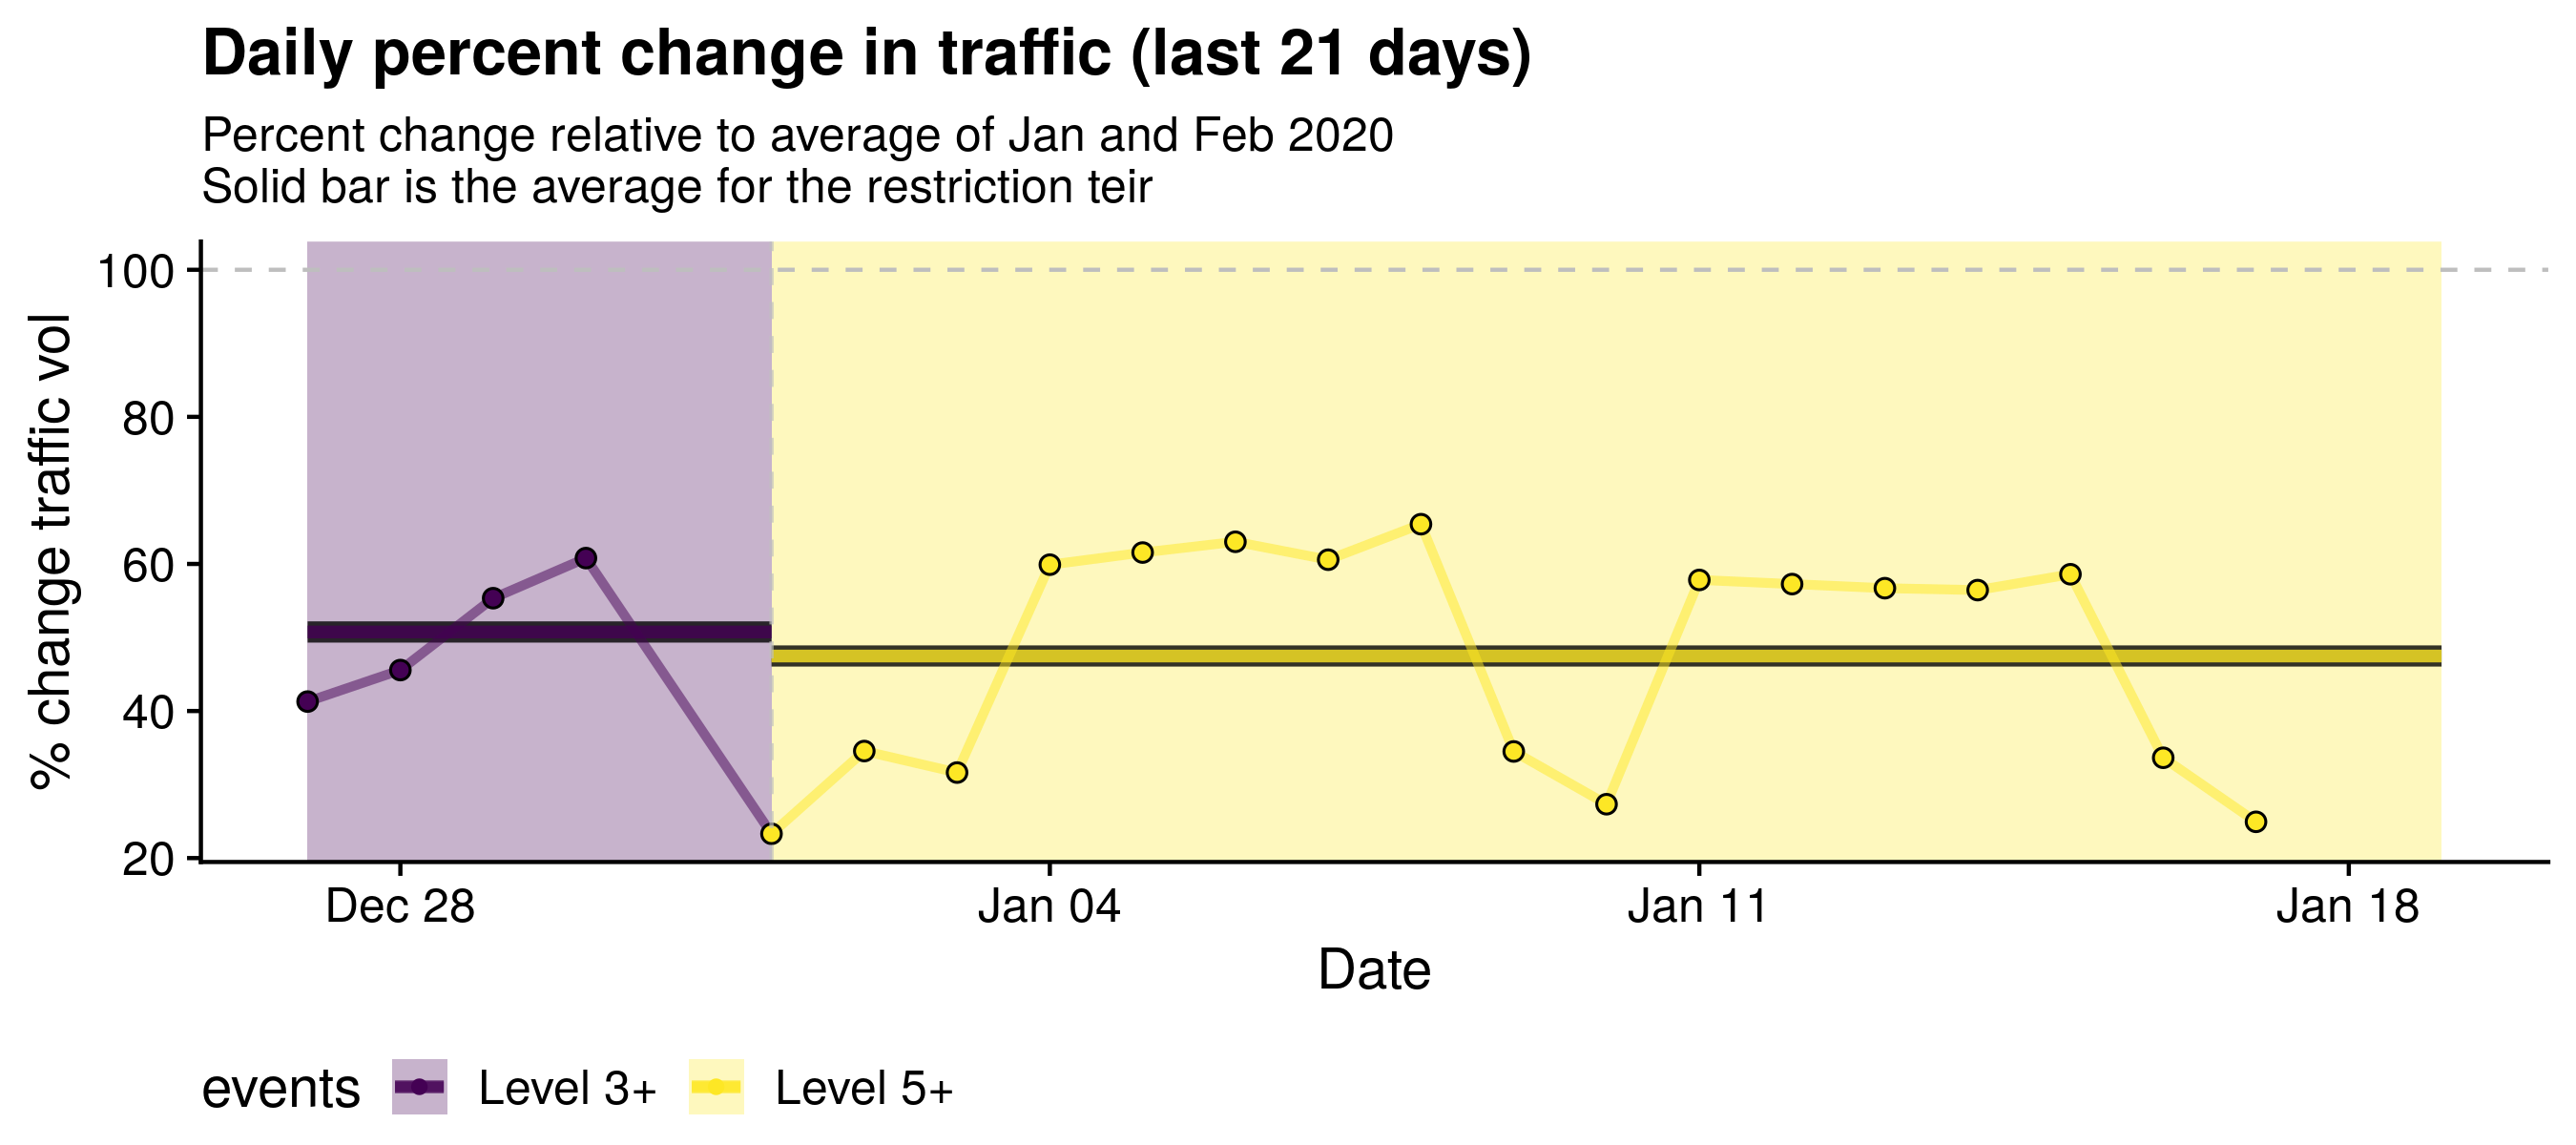 Daily percent change in traffic (last 21 days)
Percent change relative to average of Jan and Feb 2020
Solid bar is the average for the restriction teir
% change traffic vol
100
80
60
40
20
Dec 28 Jan 04 Jan 11 Jan 18
Date
events Level 3+ Level 5+